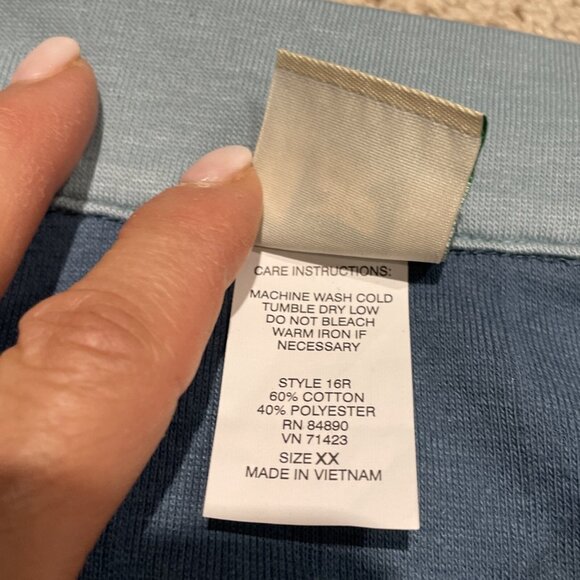 CARE INSTRUCTIONS:
MACHINE WASH COLD
TUMBLE DRY LOW
DO NOT BLEACH
WARM IRON IF
NECESSARY
STYLE 16R
60% COTTON
40% POLYESTER
RN 84890
VN 71423
SIZE XX
MADE IN VIETNAM